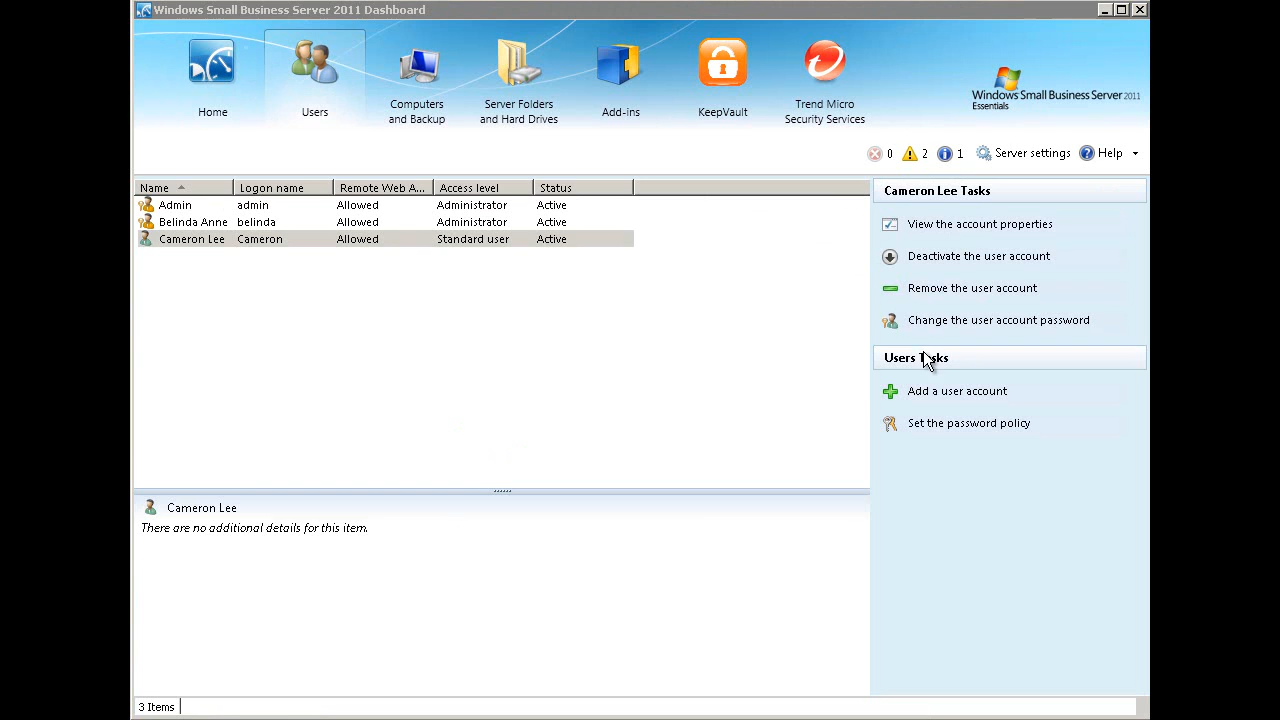 Windows Small Business Server 2011 Dashboard
Home
Users
Computers
and Backup
Server Folders
and Hard Drives
Add-ins
KeepVault
Trend Micro
Security Services
Windows Small Business Server 2011
Essentials
0 2 1 Server settings Help
Name Logon name Remote Web A... Access level Status
Admin admin Allowed Administrator Active
Belinda Anne belinda Allowed Administrator Active
Cameron Lee Cameron Allowed Standard user Active
Cameron Lee Tasks
View the account properties
Deactivate the user account
Remove the user account
Change the user account password
Users Tasks
Add a user account
Set the password policy
Cameron Lee
There are no additional details for this item.
3 Items